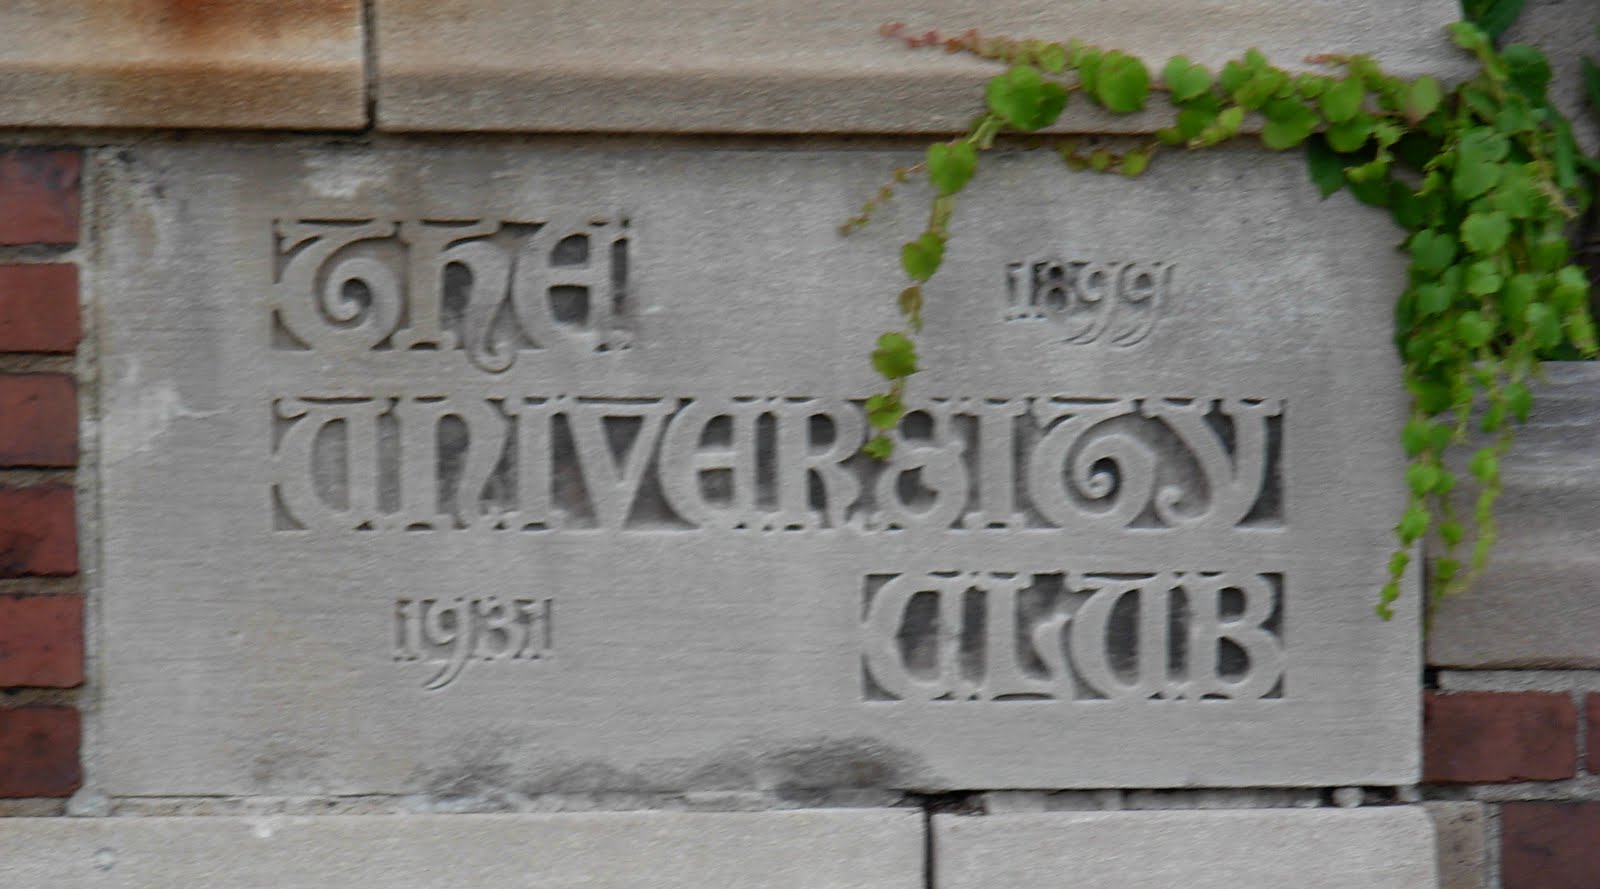 THE 1899
UNIVERSITY
1931 CLUB